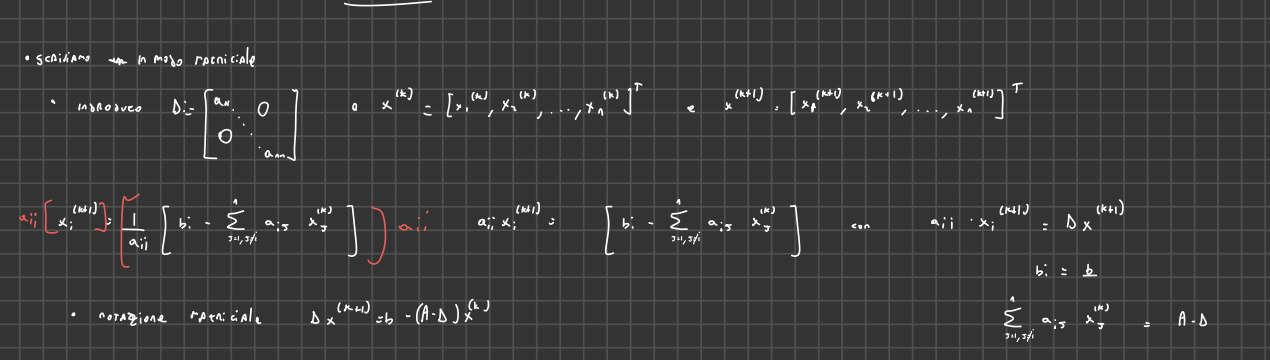 • scriviamo in modo matriciale
• introduco D := [ a₁₁ ⋱ 0 0 aₙₙ ] • x^(k) = [x₁^(k), x₂^(k), ..., xₙ^(k)]^T e x^(k+1) = [x₁^(k+1), x₂^(k+1), ..., xₙ^(k+1)]^T
aᵢᵢ [ xᵢ^(k+1) ] = ( 1/aᵢᵢ [ bᵢ - Σ_{j=1, j≠i}^n aᵢⱼ xⱼ^(k) ] ) aᵢᵢ aᵢᵢ xᵢ^(k+1) = [ bᵢ - Σ_{j=1, j≠i}^n aᵢⱼ xⱼ^(k) ] con aᵢᵢ · xᵢ^(k+1) = D x^(k+1)
bᵢ = b
• notazione matriciale D x^(k+1) = b - (A-D) x^(k)
Σ_{j=1, j≠i}^n aᵢⱼ xⱼ^(k) = A-D